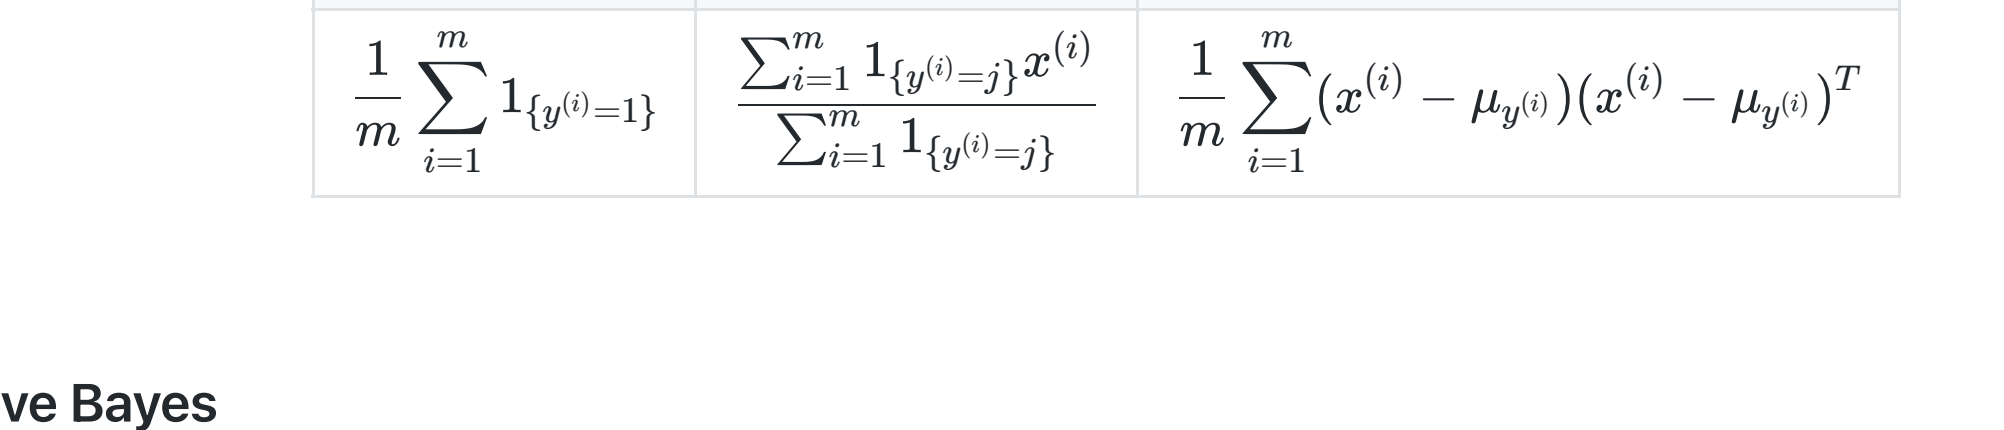 $\frac{1}{m}\sum_{i=1}^{m} 1_{\{y^{(i)}=1\}}$ $\frac{\sum_{i=1}^{m} 1_{\{y^{(i)}=j\}} x^{(i)}}{\sum_{i=1}^{m} 1_{\{y^{(i)}=j\}}}$ $\frac{1}{m}\sum_{i=1}^{m} (x^{(i)} - \mu_{y^{(i)}})(x^{(i)} - \mu_{y^{(i)}})^T$
ve Bayes